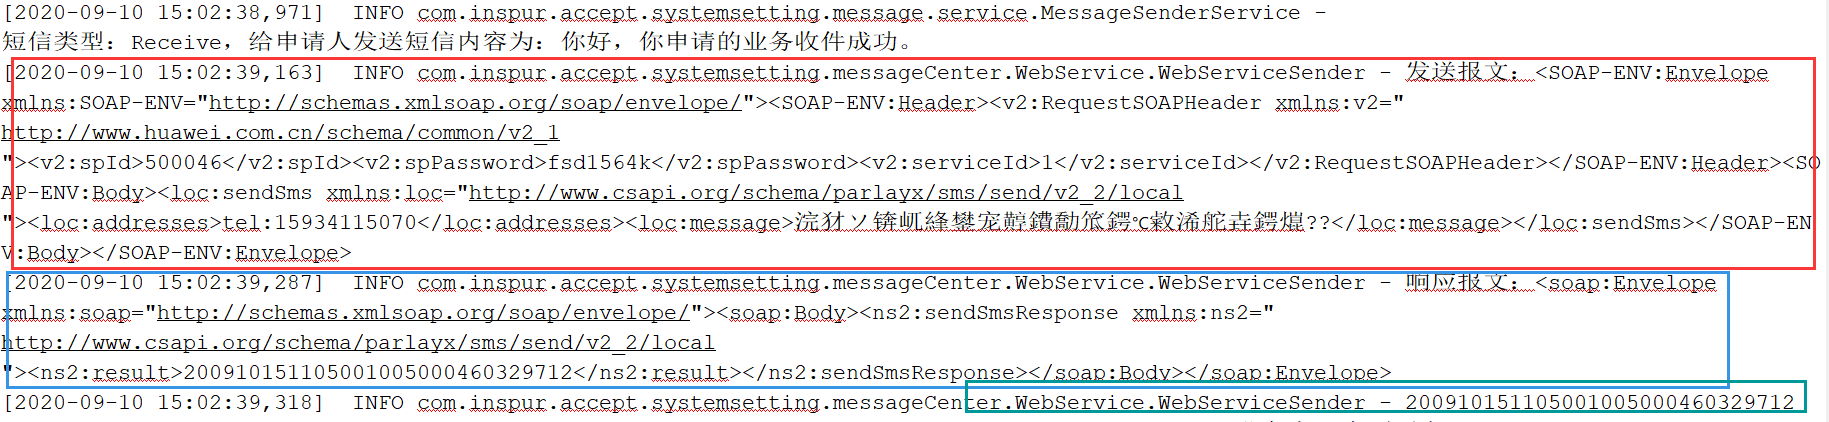 [2020-09-10 15:02:38,971]  INFO com.inspur.accept.systemsetting.message.service.MessageSenderService -
短信类型：Receive，给申请人发送短信内容为：你好，你申请的业务收件成功。
[2020-09-10 15:02:39,163]  INFO com.inspur.accept.systemsetting.messageCenter.WebService.WebServiceSender - 发送报文：<SOAP-ENV:Envelope
xmlns:SOAP-ENV="http://schemas.xmlsoap.org/soap/envelope/"><SOAP-ENV:Header><v2:RequestSOAPHeader xmlns:v2="
http://www.huawei.com.cn/schema/common/v2_1
"><v2:spId>500046</v2:spId><v2:spPassword>fsd1564k</v2:spPassword><v2:serviceId>1</v2:serviceId></v2:RequestSOAPHeader></SOAP-ENV:Header><SO
AP-ENV:Body><loc:sendSms xmlns:loc="http://www.csapi.org/schema/parlayx/sms/send/v2_2/local
"><loc:addresses>tel:15934115070</loc:addresses><loc:message>浣犲ソ锛屼綘鐢宠鐨勪笟鍔℃敹浠舵垚鍔熴??</loc:message></loc:sendSms></SOAP-EN
V:Body></SOAP-ENV:Envelope>
[2020-09-10 15:02:39,287]  INFO com.inspur.accept.systemsetting.messageCenter.WebService.WebServiceSender - 响应报文：<soap:Envelope
xmlns:soap="http://schemas.xmlsoap.org/soap/envelope/"><soap:Body><ns2:sendSmsResponse xmlns:ns2="
http://www.csapi.org/schema/parlayx/sms/send/v2_2/local
"><ns2:result>200910151105001005000460329712</ns2:result></ns2:sendSmsResponse></soap:Body></soap:Envelope>
[2020-09-10 15:02:39,318]  INFO com.inspur.accept.systemsetting.messageCenter.WebService.WebServiceSender - 200910151105001005000460329712